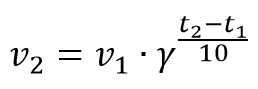 v₂ = v₁ · γ^((t₂−t₁)/10)